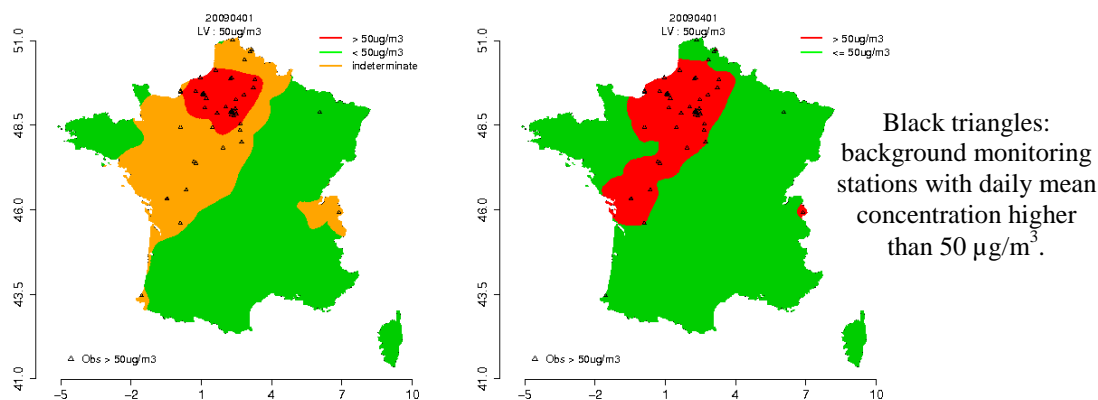 20090401
LV : 50ug/m3
> 50ug/m3
< 50ug/m3
indeterminate
51.0
48.5
46.0
43.5
41.0
△ Obs > 50ug/m3
-5 -2 1 4 7 10
20090401
LV : 50ug/m3
> 50ug/m3
<= 50ug/m3
51.0
48.5
46.0
43.5
41.0
△ Obs > 50ug/m3
-5 -2 1 4 7 10
Black triangles:
background monitoring
stations with daily mean
concentration higher
than 50 µg/m³.